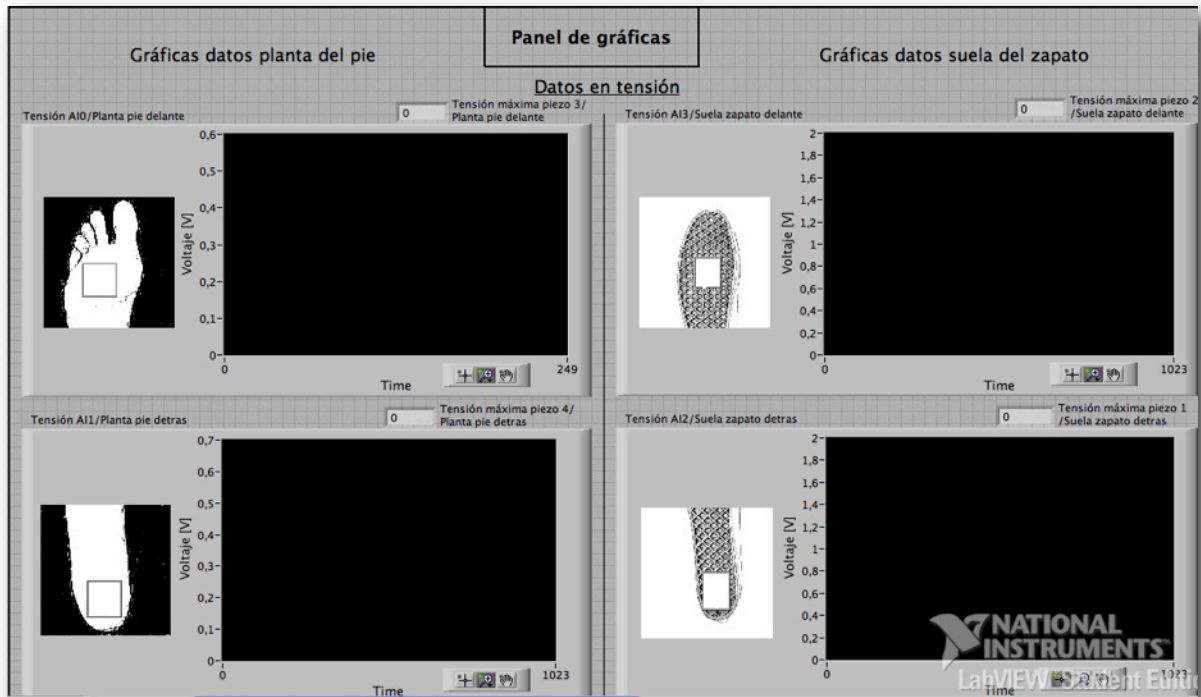 Panel de gráficas
Gráficas datos planta del pie
Gráficas datos suela del zapato
Datos en tensión
Tensión AI0/Planta pie delante
0
Tensión máxima piezo 3/
Planta pie delante
0,6
0,5
0,4
0,3
0,2
0,1
0
Voltaje [V]
0
249
Time
Tensión AI3/Suela zapato delante
0
Tensión máxima piezo 2
/Suela zapato delante
2
1,8
1,6
1,4
1,2
1
0,8
0,6
0,4
0,2
0
Voltaje [V]
0
1023
Time
Tensión AI1/Planta pie detras
0
Tensión máxima piezo 4/
Planta pie detras
0,7
0,6
0,5
0,4
0,3
0,2
0,1
0
Voltaje [V]
0
1023
Time
Tensión AI2/Suela zapato detras
0
Tensión máxima piezo 1
/Suela zapato detras
2
1,8
1,6
1,4
1,2
1
0,8
0,6
0,4
0,2
0
Voltaje [V]
0
1023
Time
NATIONAL
INSTRUMENTS
LabVIEW